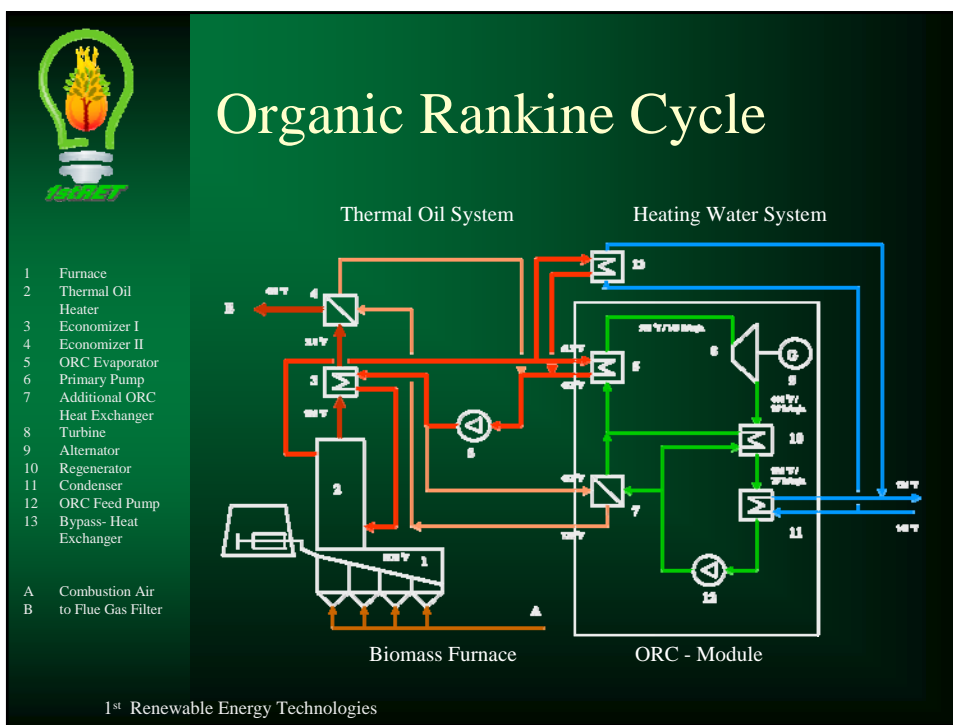 1stRET
Organic Rankine Cycle
Thermal Oil System
Heating Water System
1 Furnace
2 Thermal Oil
Heater
3 Economizer I
4 Economizer II
5 ORC Evaporator
6 Primary Pump
7 Additional ORC
Heat Exchanger
8 Turbine
9 Alternator
10 Regenerator
11 Condenser
12 ORC Feed Pump
13 Bypass- Heat
Exchanger
A Combustion Air
B to Flue Gas Filter
B
4
3
2
1
A
13
5
6
8
G
9
10
7
11
12
Biomass Furnace
ORC - Module
1st Renewable Energy Technologies